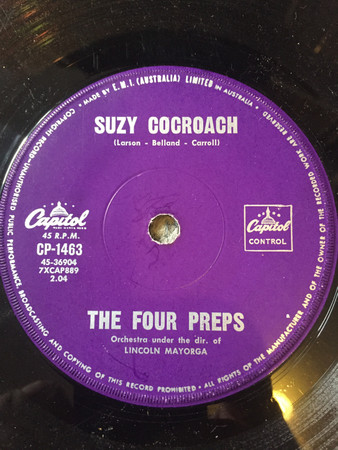 • MADE BY E.M.I. (AUSTRALIA) LIMITED IN AUSTRALIA •
COPYRIGHT RECORD—UNAUTHORISED PUBLIC PERFORMANCE, BROADCASTING AND COPYING OF THIS RECORD PROHIBITED • ALL RIGHTS OF THE MANUFACTURER AND OF THE OWNER OF THE RECORDED WORK ARE RESERVED
SUZY COCROACH
(Larson - Belland - Carroll)
Capitol
45 R.P.M.
CP-1463
45-36904
7XCAP889
2.04
Capitol
CONTROL
THE FOUR PREPS
Orchestra under the dir. of
LINCOLN MAYORGA